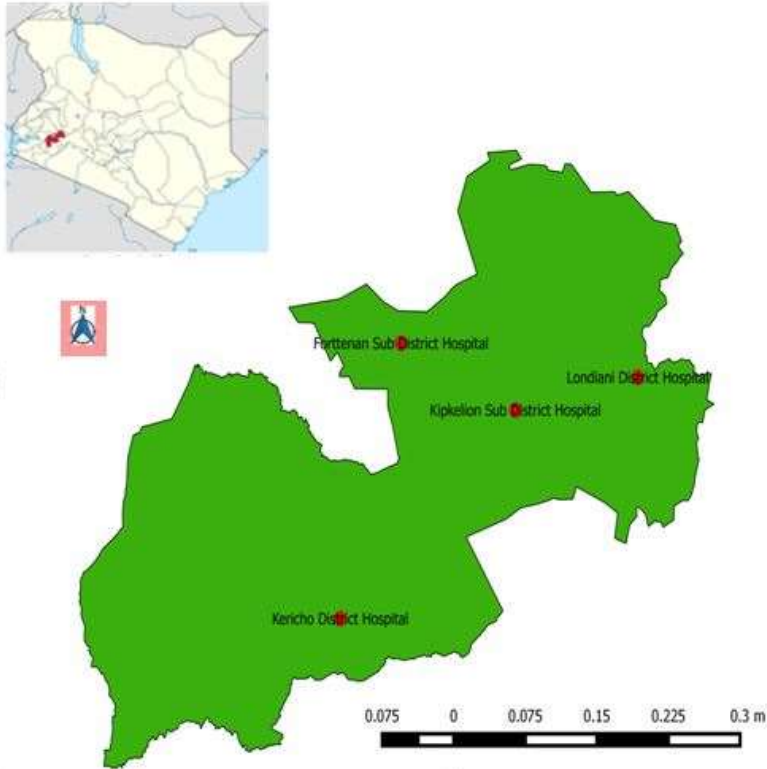 N
Forttenan Sub District Hospital
Londiani District Hospital
Kipkelion Sub District Hospital
Kericho District Hospital
0.075 0 0.075 0.15 0.225 0.3 m